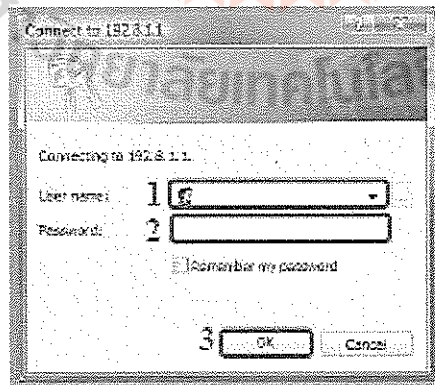 Connect to 192.8.1.1
Connecting to 192.8.1.1.
User name: 1
Password: 2
Remember my password
3 OK Cancel